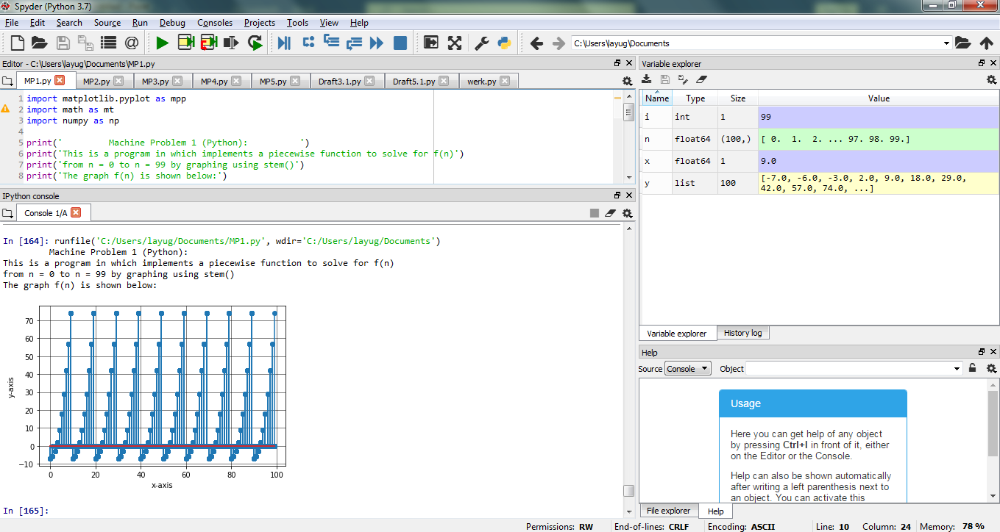 Spyder (Python 3.7)
File Edit Search Source Run Debug Consoles Projects Tools View Help
C:\Users\layug\Documents
Editor - C:\Users\layug\Documents\MP1.py
MP1.py MP2.py MP3.py MP4.py MP5.py Draft3.1.py Draft5.1.py werk.py
1 import matplotlib.pyplot as mpp
2 import math as mt
3 import numpy as np
4
5 print('          Machine Problem 1 (Python):          ')
6 print('This is a program in which implements a piecewise function to solve for f(n)')
7 print('from n = 0 to n = 99 by graphing using stem()')
8 print('The graph f(n) is shown below:')
IPython console
Console 1/A
In [164]: runfile('C:/Users/layug/Documents/MP1.py', wdir='C:/Users/layug/Documents')
Machine Problem 1 (Python):
This is a program in which implements a piecewise function to solve for f(n)
from n = 0 to n = 99 by graphing using stem()
The graph f(n) is shown below:
70
60
50
40
30
20
10
0
-10
y-axis
0 20 40 60 80 100
x-axis
In [165]:
Variable explorer
Name Type Size Value
i int 1 99
n float64 (100,) [ 0. 1. 2. ... 97. 98. 99.]
x float64 1 9.0
y list 100 [-7.0, -6.0, -3.0, 2.0, 9.0, 18.0, 29.0,
42.0, 57.0, 74.0, ...]
Variable explorer History log
Help
Source Console Object
Usage
Here you can get help of any object
by pressing Ctrl+I in front of it, either
on the Editor or the Console.
Help can also be shown automatically
after writing a left parenthesis next to
an object. You can activate this
File explorer Help
Permissions: RW End-of-lines: CRLF Encoding: ASCII Line: 10 Column: 24 Memory: 78 %